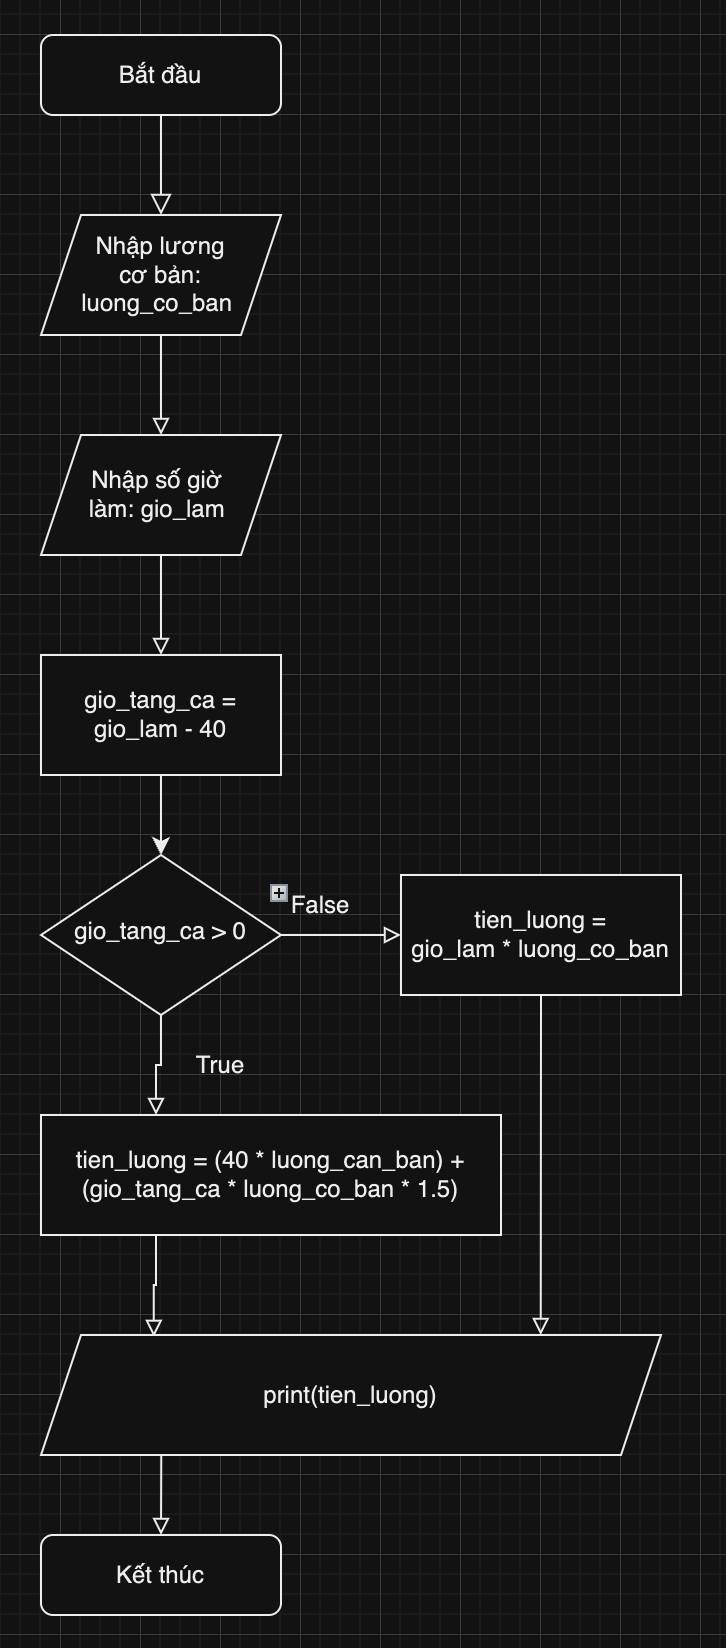 Bắt đầu
Nhập lương
cơ bản:
luong_co_ban
Nhập số giờ
làm: gio_lam
gio_tang_ca =
gio_lam - 40
gio_tang_ca > 0
False
tien_luong =
gio_lam * luong_co_ban
True
tien_luong = (40 * luong_can_ban) +
(gio_tang_ca * luong_co_ban * 1.5)
print(tien_luong)
Kết thúc